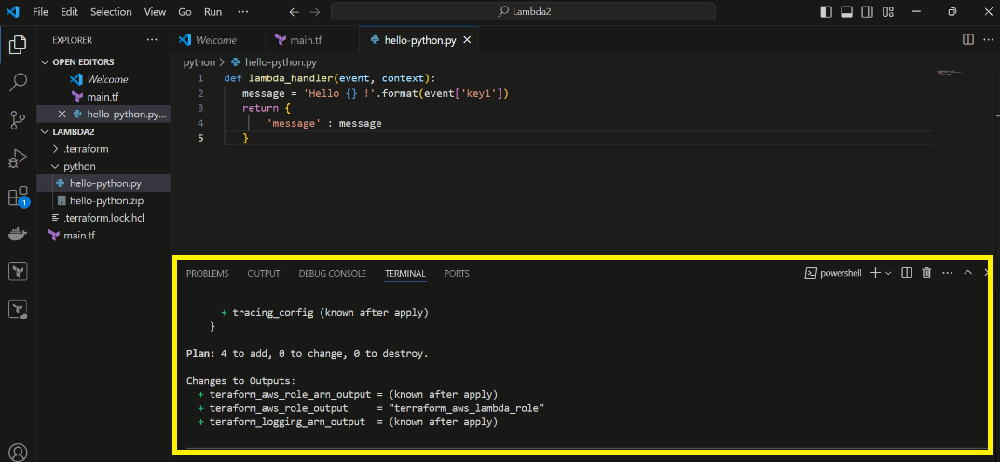 File Edit Selection View Go Run ··· Lambda2
EXPLORER ···
OPEN EDITORS
Welcome
main.tf
hello-python.py...
LAMBDA2
.terraform
python
hello-python.py
hello-python.zip
.terraform.lock.hcl
main.tf
1
Welcome main.tf hello-python.py
python > hello-python.py
1 def lambda_handler(event, context):
2 message = 'Hello {} !'.format(event['key1'])
3 return {
4 'message' : message
5 }
PROBLEMS OUTPUT DEBUG CONSOLE TERMINAL PORTS powershell
+ tracing_config (known after apply)
}
Plan: 4 to add, 0 to change, 0 to destroy.
Changes to Outputs:
+ teraform_aws_role_arn_output = (known after apply)
+ teraform_aws_role_output = "terraform_aws_lambda_role"
+ teraform_logging_arn_output = (known after apply)